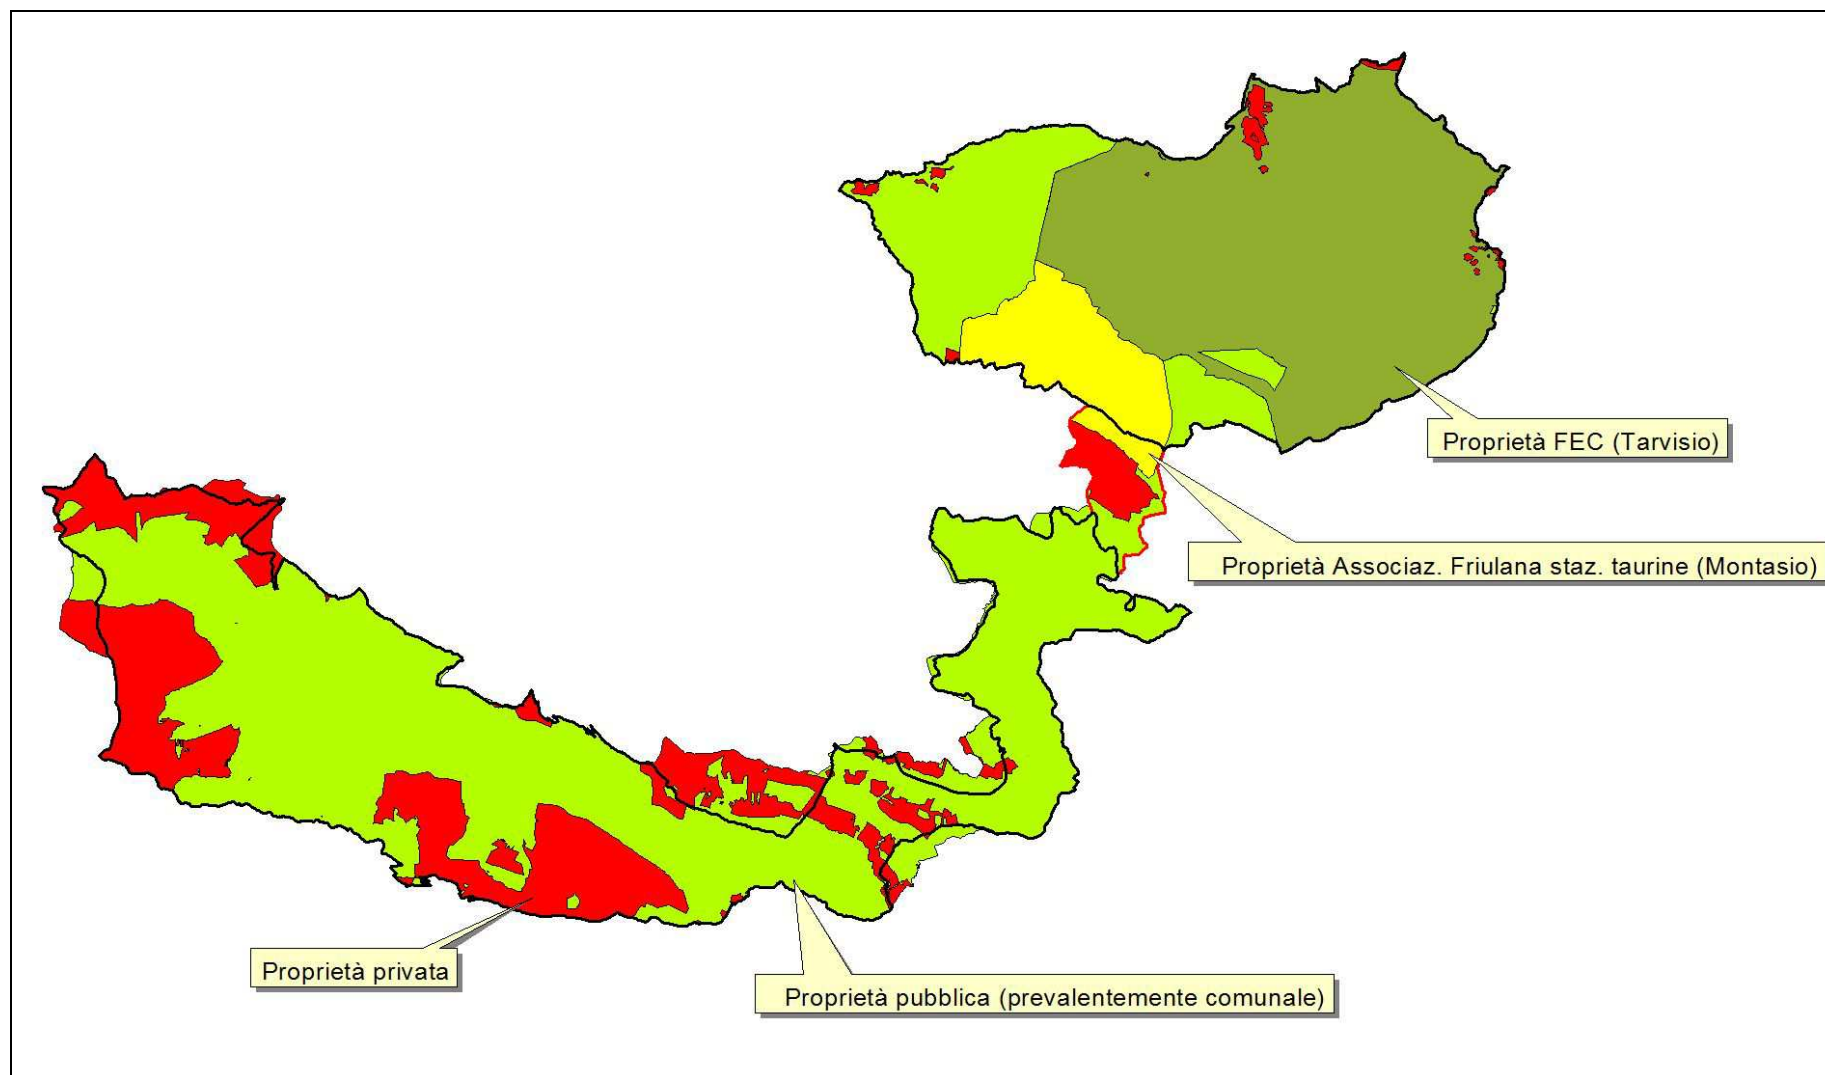 Proprietà FEC (Tarvisio)
Proprietà Associaz. Friulana staz. taurine (Montasio)
Proprietà privata
Proprietà pubblica (prevalentemente comunale)